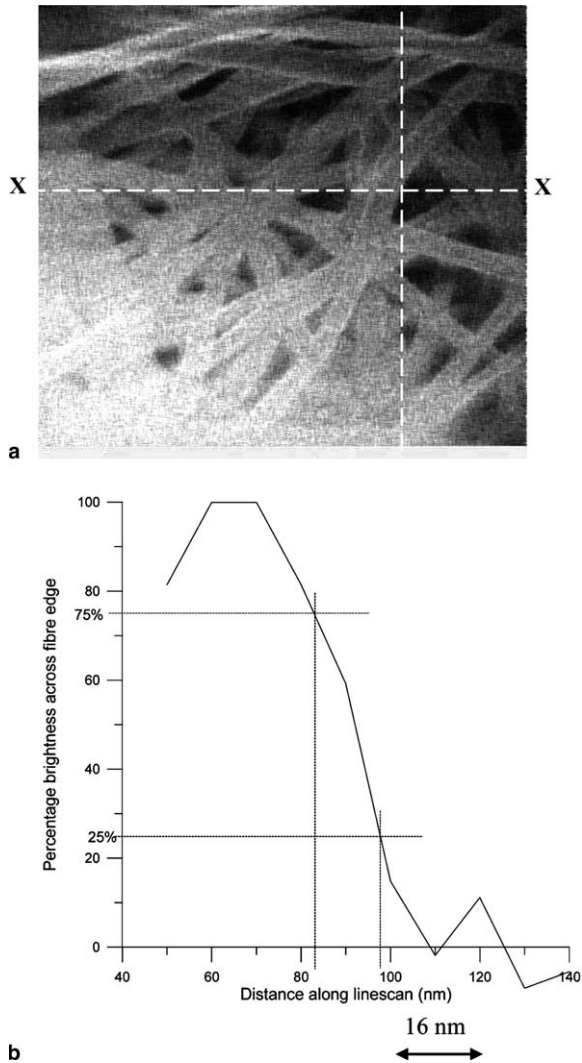 X X
a
100
80
75%
60
40
25%
20
0
40 60 80 100 120 140
Percentage brightness across fibre edge
Distance along linescan (nm)
16 nm
b